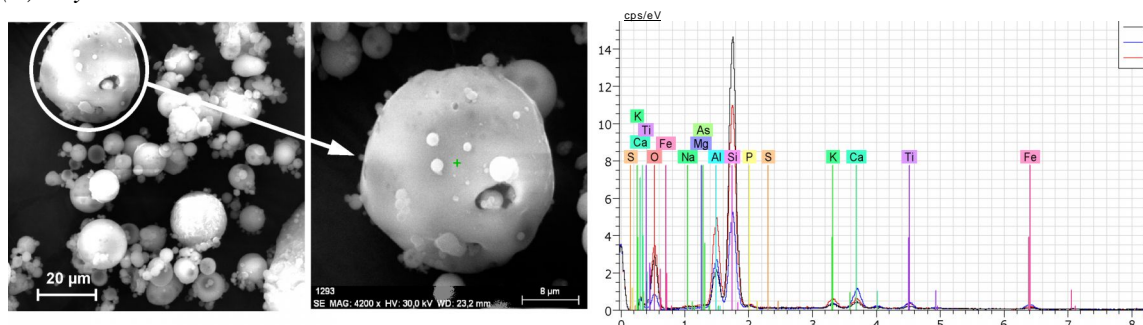 20 µm
1293
SE MAG: 4200 x HV: 30,0 kV WD: 23,2 mm
8 µm
cps/eV
14
12
10
8
6
4
2
0
K
Ti
Ca
As
Fe
Mg
S
O
Na
Al
Si
P
S
K
Ca
Ti
Fe
0
1
2
3
4
5
6
7
8